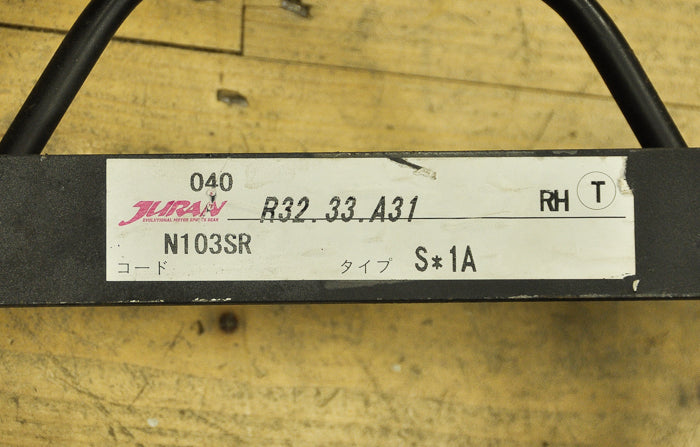 040
JURAN
EVOLUTIONAL MOTOR SPORTS GEAR
R32.33.A31
RH T
N103SR
コード
タイプ S*1A